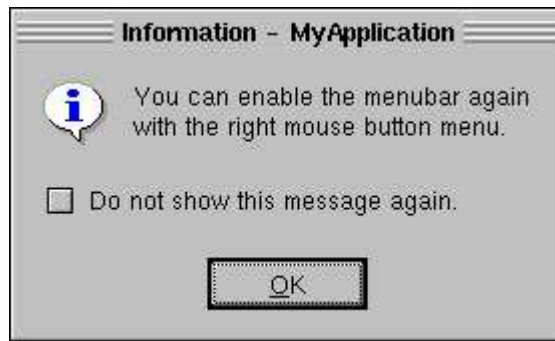 Information - MyApplication
You can enable the menubar again
with the right mouse button menu.
Do not show this message again.
OK